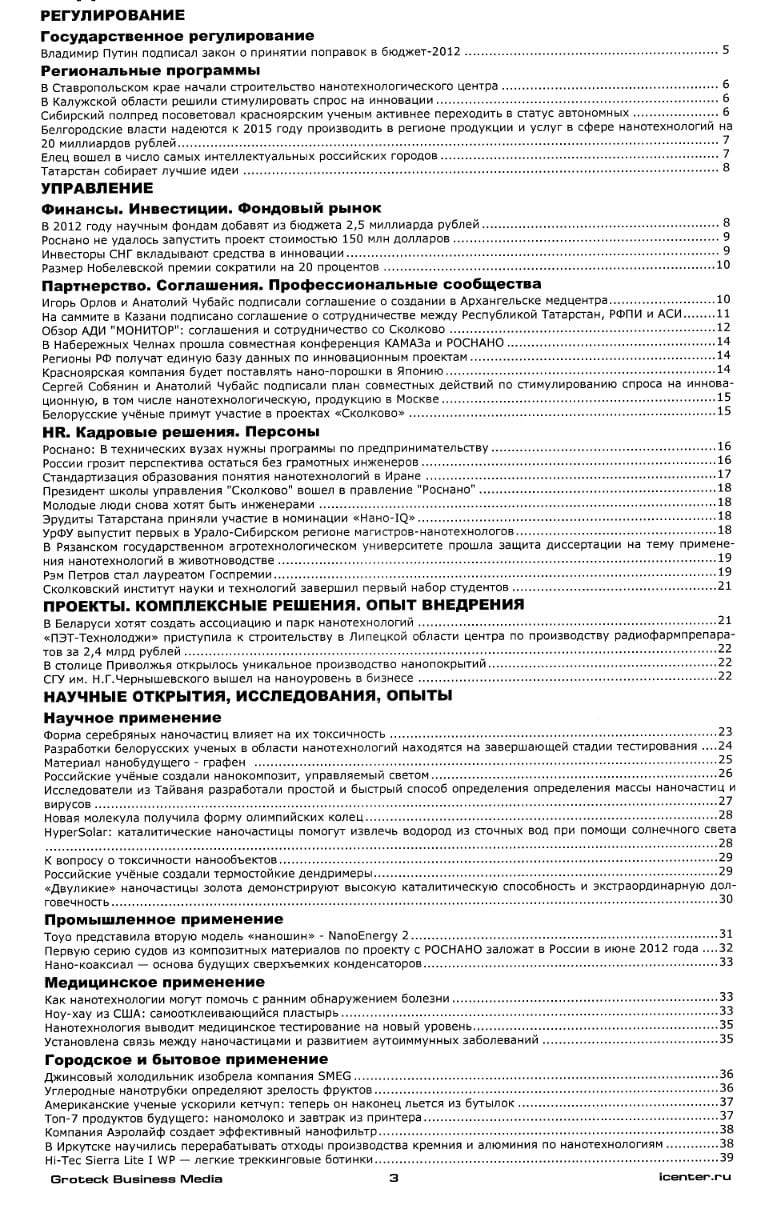 РЕГУЛИРОВАНИЕ
Государственное регулирование
Владимир Путин подписал закон о принятии поправок в бюджет-2012 ........ 5
Региональные программы
В Ставропольском крае начали строительство нанотехнологического центра ........ 6
В Калужской области решили стимулировать спрос на инновации ........ 6
Сибирский полпред посоветовал красноярским ученым активнее переходить в статус автономных ........ 6
Белгородские власти надеются к 2015 году производить в регионе продукции и услуг в сфере нанотехнологий на
20 миллиардов рублей........ 7
Елец вошел в число самых интеллектуальных российских городов ........ 7
Татарстан собирает лучшие идеи ........ 8
УПРАВЛЕНИЕ
Финансы. Инвестиции. Фондовый рынок
В 2012 году научным фондам добавят из бюджета 2,5 миллиарда рублей ........ 8
Роснано не удалось запустить проект стоимостью 150 млн долларов ........ 9
Инвесторы СНГ вкладывают средства в инновации ........ 9
Размер Нобелевской премии сократили на 20 процентов ........10
Партнерство. Соглашения. Профессиональные сообщества
Игорь Орлов и Анатолий Чубайс подписали соглашение о создании в Архангельске медцентра........10
На саммите в Казани подписано соглашение о сотрудничестве между Республикой Татарстан, РФПИ и АСИ........11
Обзор АДИ "МОНИТОР": соглашения и сотрудничество со Сколково ........12
В Набережных Челнах прошла совместная конференция КАМАЗа и РОСНАНО ........14
Регионы РФ получат единую базу данных по инновационным проектам ........14
Красноярская компания будет поставлять нано-порошки в Японию ........14
Сергей Собянин и Анатолий Чубайс подписали план совместных действий по стимулированию спроса на иннова-
ционную, в том числе нанотехнологическую, продукцию в Москве ........15
Белорусские учёные примут участие в проектах «Сколково» ........15
HR. Кадровые решения. Персоны
Роснано: В технических вузах нужны программы по предпринимательству ........16
России грозит перспектива остаться без грамотных инженеров ........16
Стандартизация образования понятия нанотехнологий в Иране ........17
Президент школы управления "Сколково" вошел в правление "Роснано" ........18
Молодые люди снова хотят быть инженерами ........18
Эрудиты Татарстана приняли участие в номинации «Нано-IQ» ........18
УрФУ выпустит первых в Урало-Сибирском регионе магистров-нанотехнологов ........18
В Рязанском государственном агротехнологическом университете прошла защита диссертации на тему примене-
ния нанотехнологий в животноводстве ........19
Рэм Петров стал лауреатом Госпремии ........19
Сколковский институт науки и технологий завершил первый набор студентов ........21
ПРОЕКТЫ. КОМПЛЕКСНЫЕ РЕШЕНИЯ. ОПЫТ ВНЕДРЕНИЯ
В Беларуси хотят создать ассоциацию и парк нанотехнологий ........21
«ПЭТ-Технолоджи» приступила к строительству в Липецкой области центра по производству радиофармпрепара-
тов за 2,4 млрд рублей ........22
В столице Приволжья открылось уникальное производство нанопокрытий ........22
СГУ им. Н.Г.Чернышевского вышел на наноуровень в бизнесе ........22
НАУЧНЫЕ ОТКРЫТИЯ, ИССЛЕДОВАНИЯ, ОПЫТЫ
Научное применение
Форма серебряных наночастиц влияет на их токсичность ........23
Разработки белорусских ученых в области нанотехнологий находятся на завершающей стадии тестирования ....24
Материал нанобудущего - графен ........25
Российские учёные создали нанокомпозит, управляемый светом ........26
Исследователи из Тайваня разработали простой и быстрый способ определения определения массы наночастиц и
вирусов ........27
Новая молекула получила форму олимпийских колец ........28
HyperSolar: каталитические наночастицы помогут извлечь водород из сточных вод при помощи солнечного света
........28
К вопросу о токсичности нанообъектов ........29
Российские учёные создали термостойкие дендримеры ........29
«Двуликие» наночастицы золота демонстрируют высокую каталитическую способность и экстраординарную дол-
говечность ........30
Промышленное применение
Toyo представила вторую модель «наношин» - NanoEnergy 2 ........31
Первую серию судов из композитных материалов по проекту с РОСНАНО заложат в России в июне 2012 года ....32
Нано-коаксиал — основа будущих сверхъемких конденсаторов ........33
Медицинское применение
Как нанотехнологии могут помочь с ранним обнаружением болезни ........33
Ноу-хау из США: самоотклеивающийся пластырь ........33
Нанотехнология выводит медицинское тестирование на новый уровень ........35
Установлена связь между наночастицами и развитием аутоиммунных заболеваний ........35
Городское и бытовое применение
Джинсовый холодильник изобрела компания SMEG ........36
Углеродные нанотрубки определяют зрелость фруктов ........36
Американские ученые ускорили кетчуп: теперь он наконец льется из бутылок ........37
Топ-7 продуктов будущего: наномолоко и завтрак из принтера ........37
Компания Аэролайф создает эффективный нанофильтр ........38
В Иркутске научились перерабатывать отходы производства кремния и алюминия по нанотехнологиям ........38
Hi-Tec Sierra Lite I WP — легкие треккинговые ботинки ........39
Groteck Business Media 3 icenter.ru